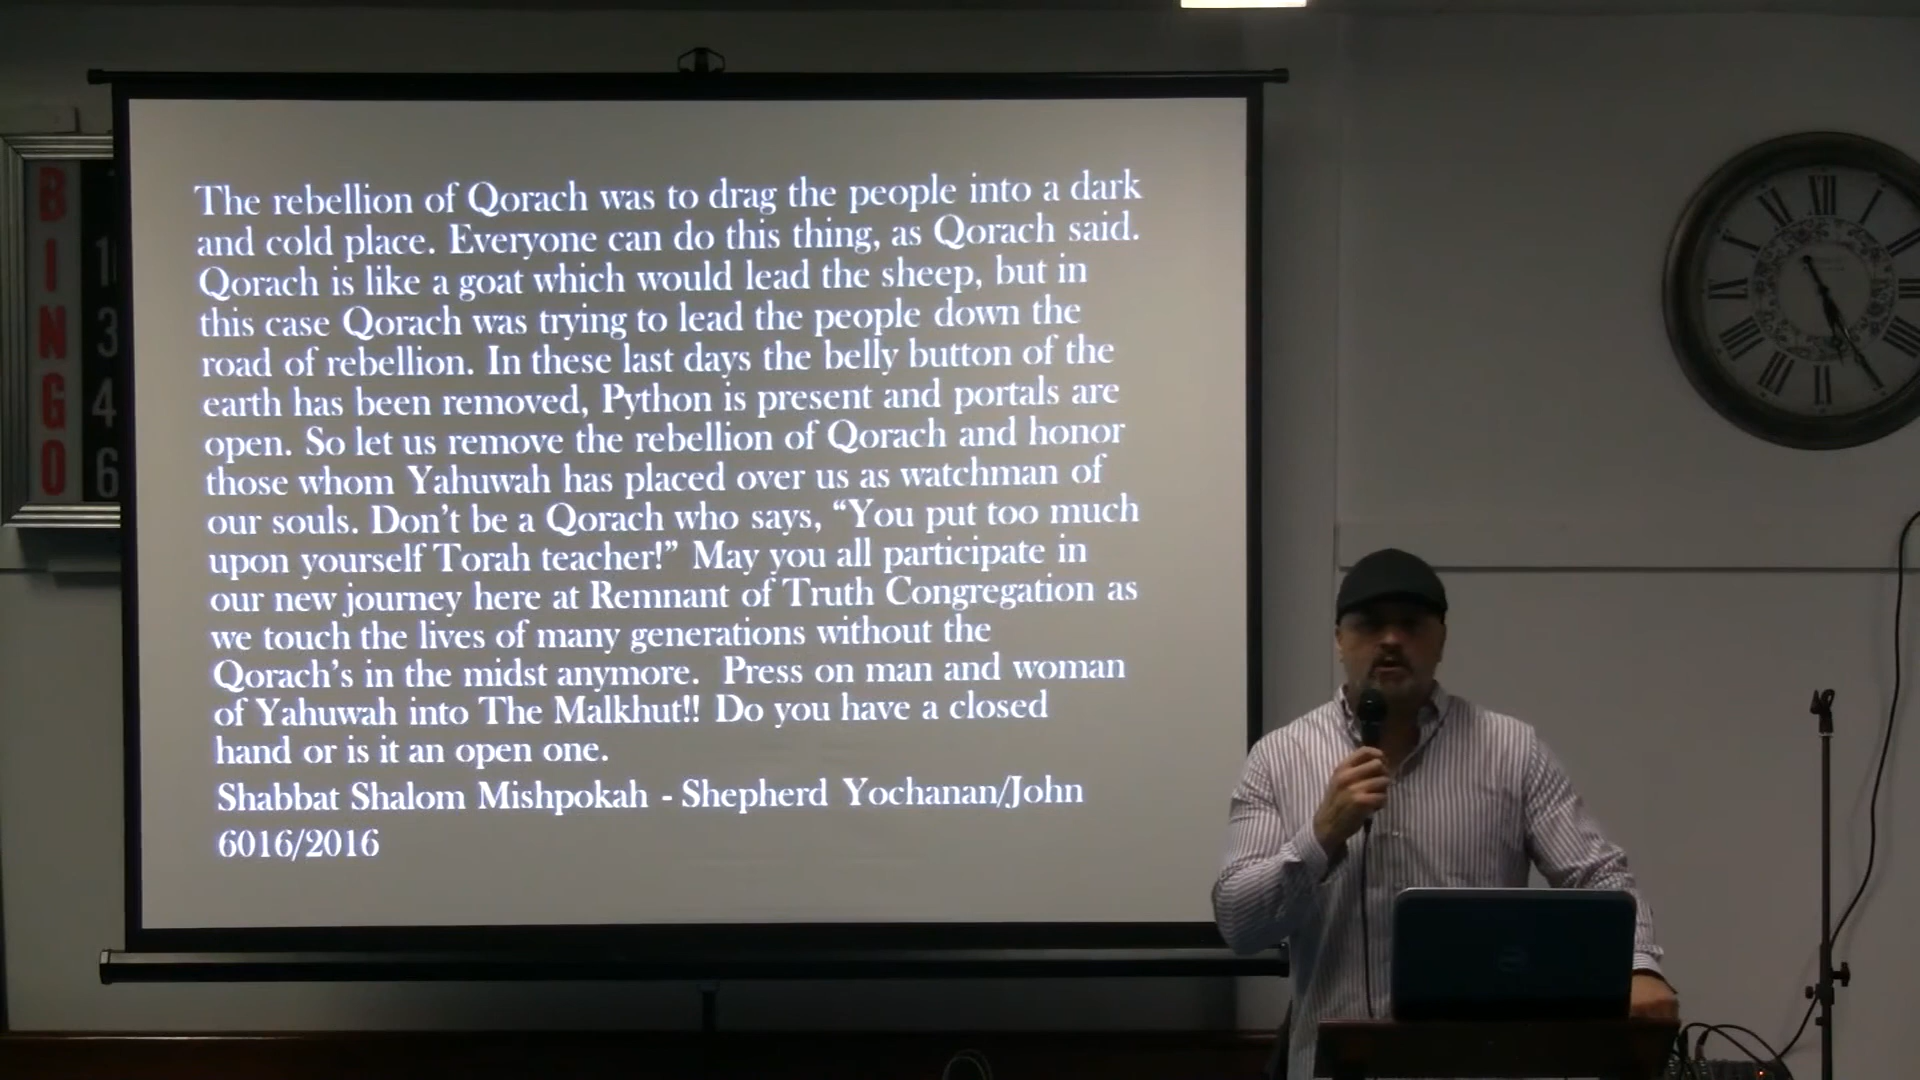 The rebellion of Qorach was to drag the people into a dark
and cold place. Everyone can do this thing, as Qorach said.
Qorach is like a goat which would lead the sheep, but in
this case Qorach was trying to lead the people down the
road of rebellion. In these last days the belly button of the
earth has been removed, Python is present and portals are
open. So let us remove the rebellion of Qorach and honor
those whom Yahuwah has placed over us as watchman of
our souls. Don't be a Qorach who says, “You put too much
upon yourself Torah teacher!” May you all participate in
our new journey here at Remnant of Truth Congregation as
we touch the lives of many generations without the
Qorach's in the midst anymore.  Press on man and woman
of Yahuwah into The Malkhut!! Do you have a closed
hand or is it an open one.
Shabbat Shalom Mishpokah - Shepherd Yochanan/John
6016/2016
B
I
N
G
O
3
4
6